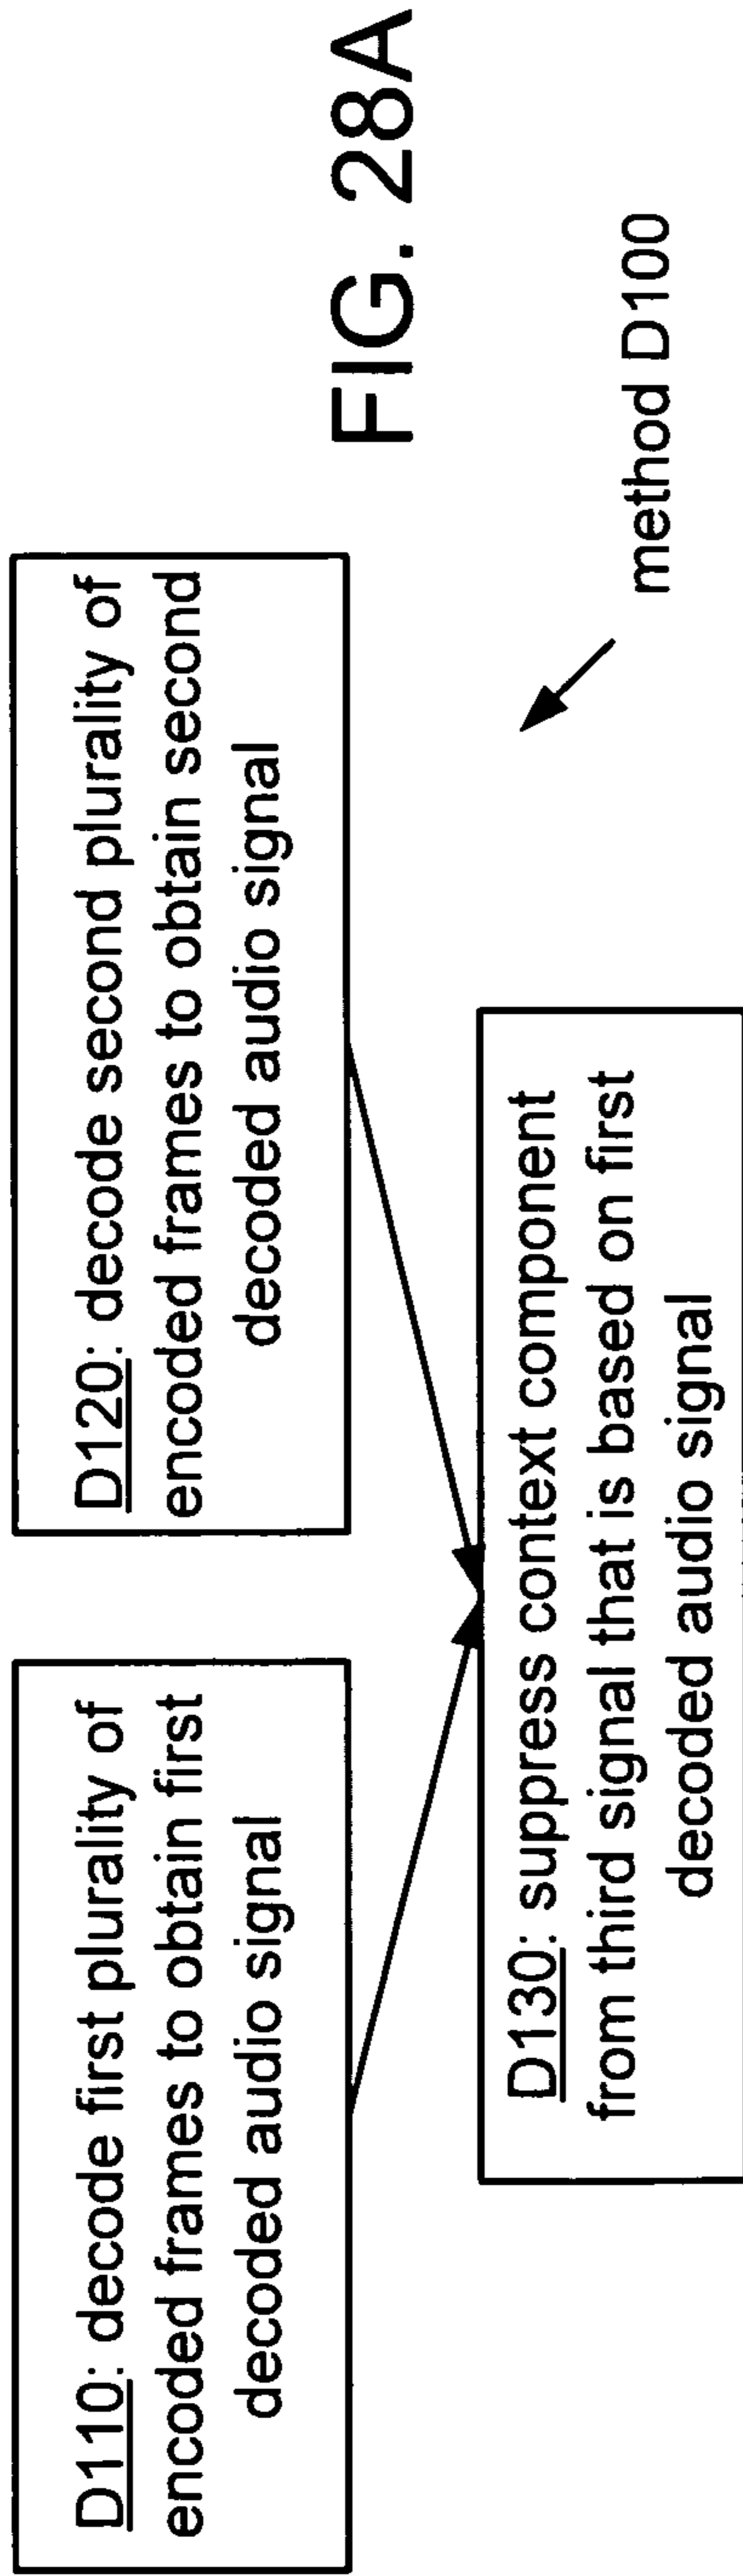 D110: decode first plurality of
encoded frames to obtain first
decoded audio signal
D120: decode second plurality of
encoded frames to obtain second
decoded audio signal
D130: suppress context component
from third signal that is based on first
decoded audio signal
method D100
FIG. 28A